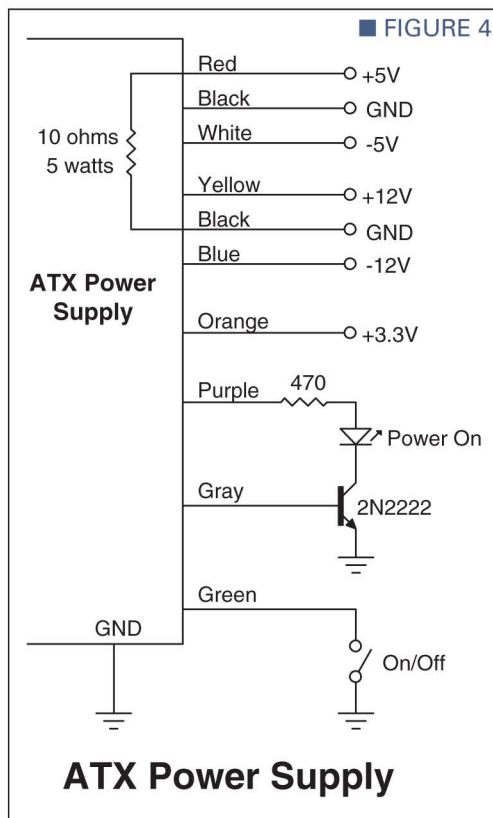 ■ FIGURE 4
Red
+5V
Black
GND
White
-5V
10 ohms
5 watts
Yellow
+12V
Black
GND
Blue
-12V
ATX Power
Supply
Orange
+3.3V
Purple
470
Power On
Gray
2N2222
Green
GND
On/Off
ATX Power Supply